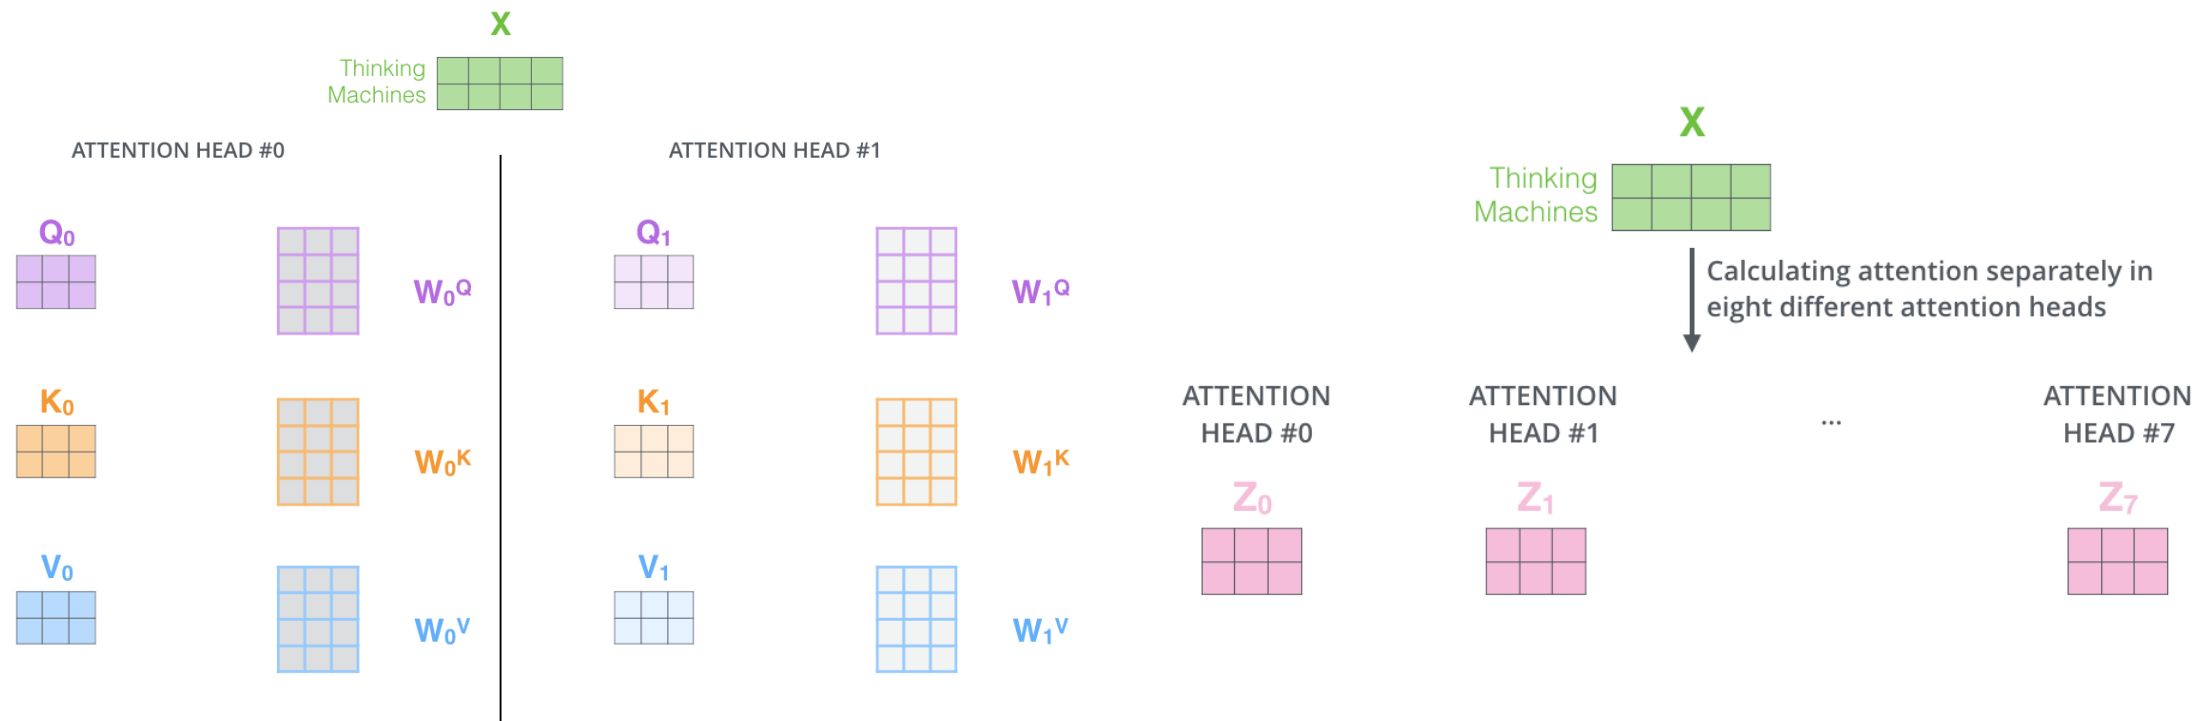 X
Thinking
Machines
ATTENTION HEAD #0
ATTENTION HEAD #1
Q0
W0Q
Q1
W1Q
K0
W0K
K1
W1K
V0
W0V
V1
W1V
X
Thinking
Machines
Calculating attention separately in
eight different attention heads
ATTENTION
HEAD #0
ATTENTION
HEAD #1
...
ATTENTION
HEAD #7
Z0
Z1
Z7